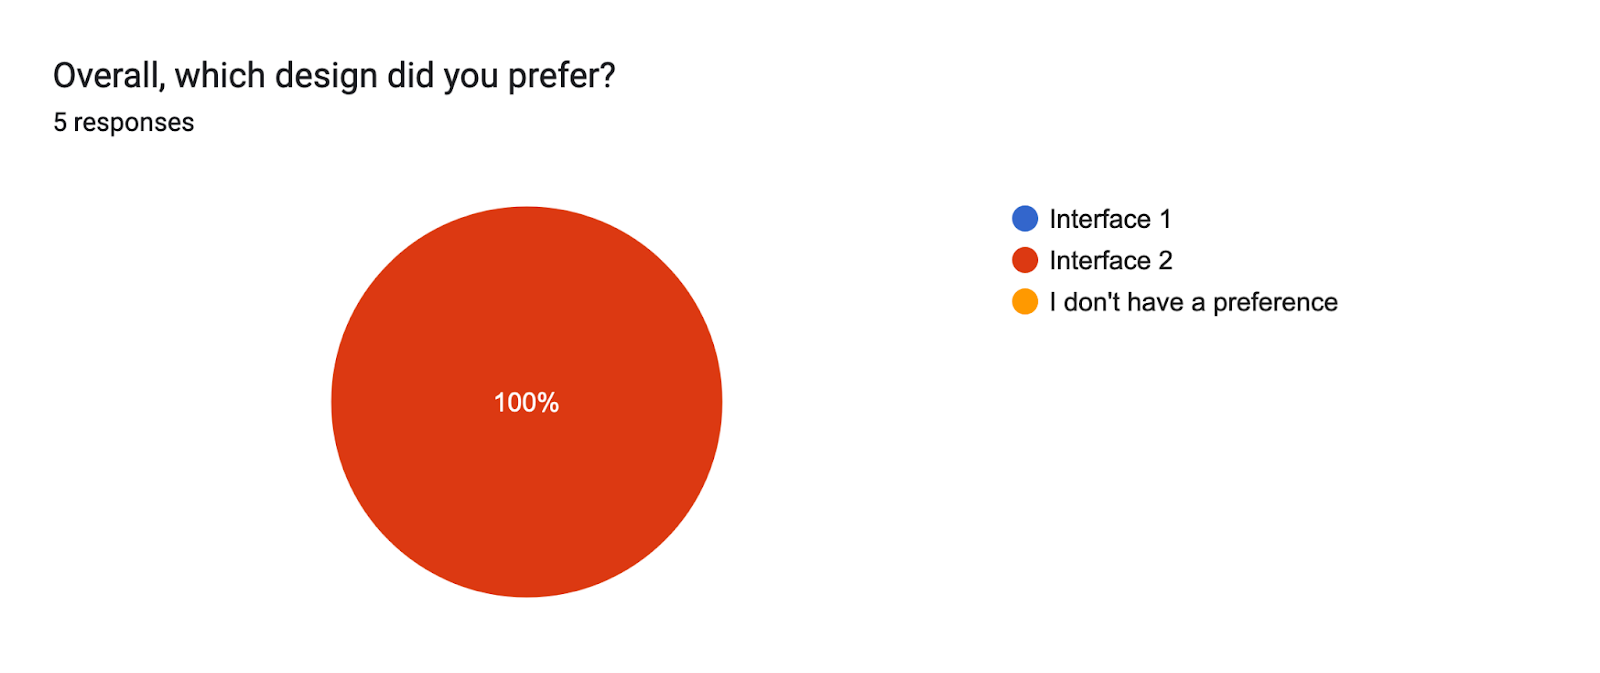 Overall, which design did you prefer?
5 responses
Interface 1
Interface 2
I don't have a preference
100%